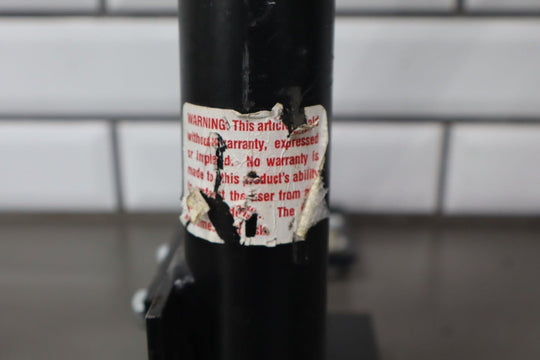 WARNING: This article sold
without warranty, expressed
or implied. No warranty is
made to this product's ability
the user from
The